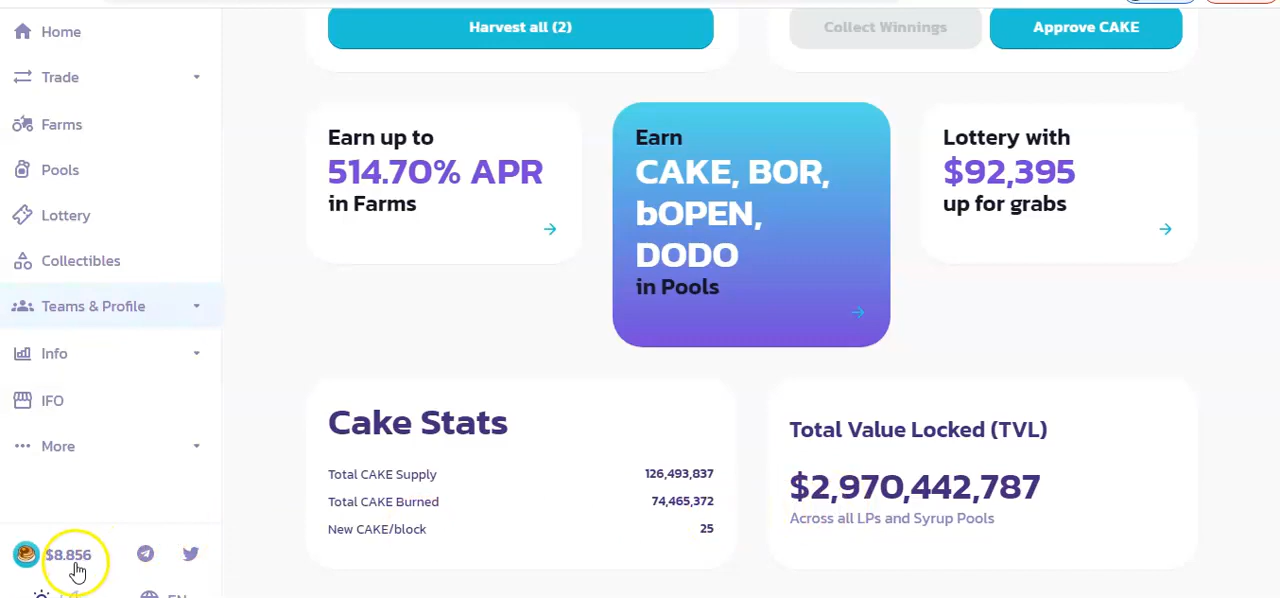 Home
Trade
Farms
Pools
Lottery
Collectibles
Teams & Profile
Info
IFO
More
$8.856
Harvest all (2)
Collect Winnings
Approve CAKE
Earn up to
514.70% APR
in Farms
Earn
CAKE, BOR,
bOPEN,
DODO
in Pools
Lottery with
$92,395
up for grabs
Cake Stats
Total CAKE Supply 126,493,837
Total CAKE Burned 74,465,372
New CAKE/block 25
Total Value Locked (TVL)
$2,970,442,787
Across all LPs and Syrup Pools